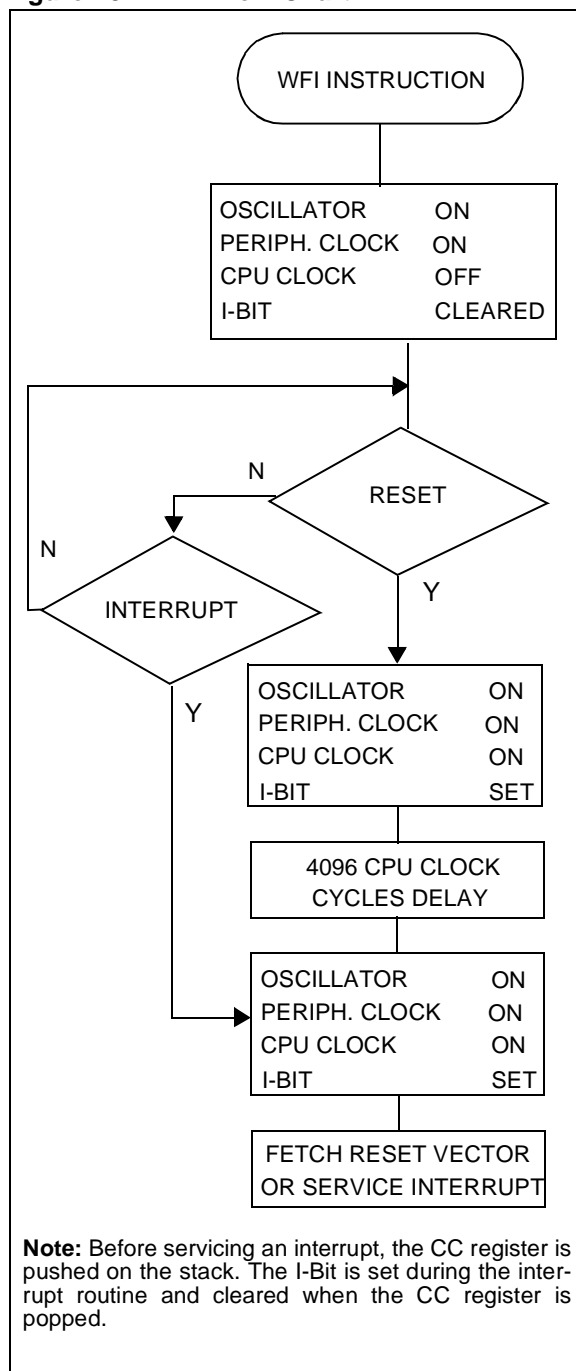 WFI INSTRUCTION
OSCILLATOR ON
PERIPH. CLOCK ON
CPU CLOCK OFF
I-BIT CLEARED
RESET
N
Y
INTERRUPT
N
Y
OSCILLATOR ON
PERIPH. CLOCK ON
CPU CLOCK ON
I-BIT SET
4096 CPU CLOCK
CYCLES DELAY
OSCILLATOR ON
PERIPH. CLOCK ON
CPU CLOCK ON
I-BIT SET
FETCH RESET VECTOR
OR SERVICE INTERRUPT
Note: Before servicing an interrupt, the CC register is
pushed on the stack. The I-Bit is set during the inter-
rupt routine and cleared when the CC register is
popped.